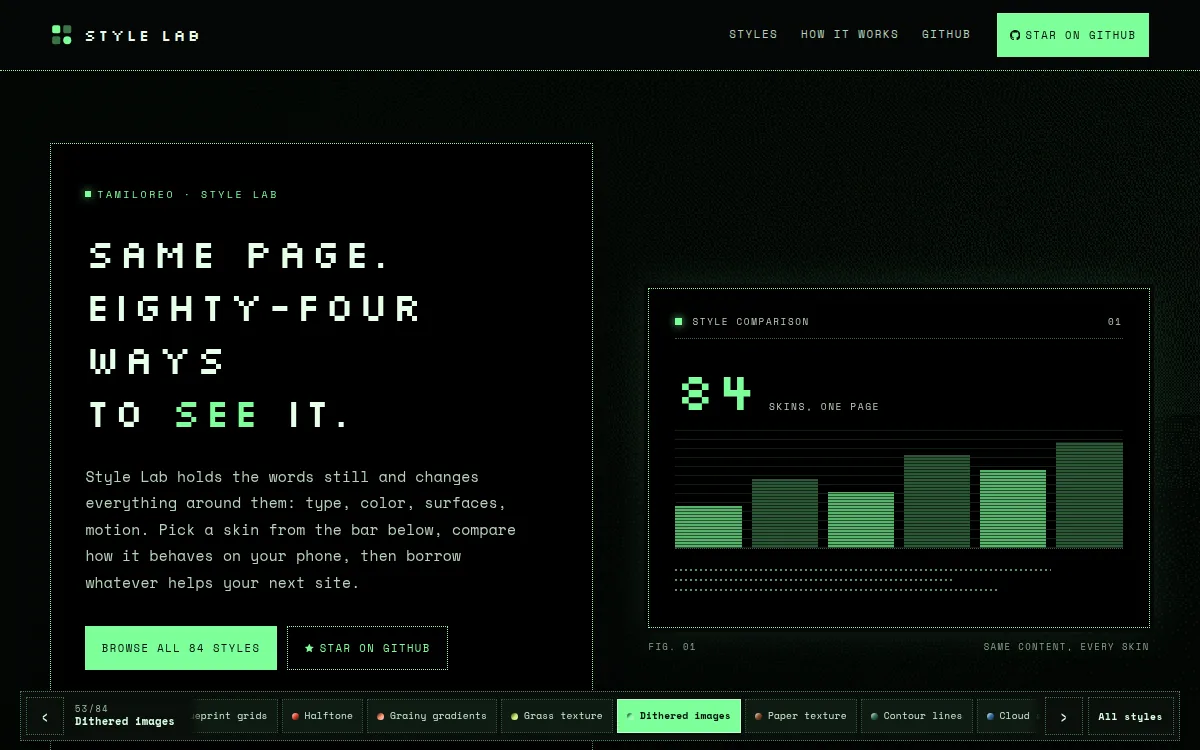 STYLE LAB
STYLES HOW IT WORKS GITHUB STAR ON GITHUB
TAMILOREO · STYLE LAB
SAME PAGE.
EIGHTY-FOUR
WAYS
TO SEE IT.
Style Lab holds the words still and changes
everything around them: type, color, surfaces,
motion. Pick a skin from the bar below, compare
how it behaves on your phone, then borrow
whatever helps your next site.
BROWSE ALL 84 STYLES ★ STAR ON GITHUB
STYLE COMPARISON 01
84 SKINS, ONE PAGE
FIG. 01 SAME CONTENT, EVERY SKIN
‹ 53/84
Dithered images
eprint grids Halftone Grainy gradients Grass texture Dithered images Paper texture Contour lines Cloud › All styles